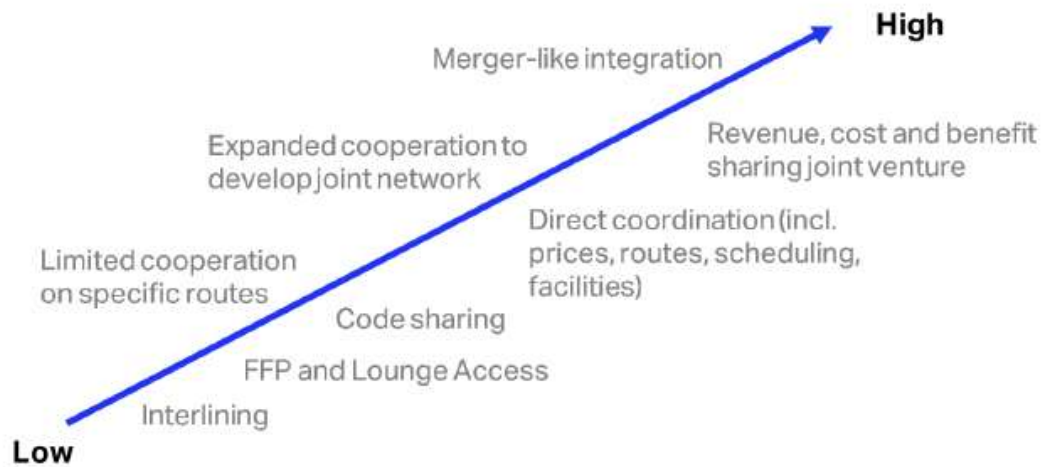 High
Merger-like integration
Revenue, cost and benefit
sharing joint venture
Expanded cooperation to
develop joint network
Direct coordination (incl.
prices, routes, scheduling,
facilities)
Limited cooperation
on specific routes
Code sharing
FFP and Lounge Access
Interlining
Low